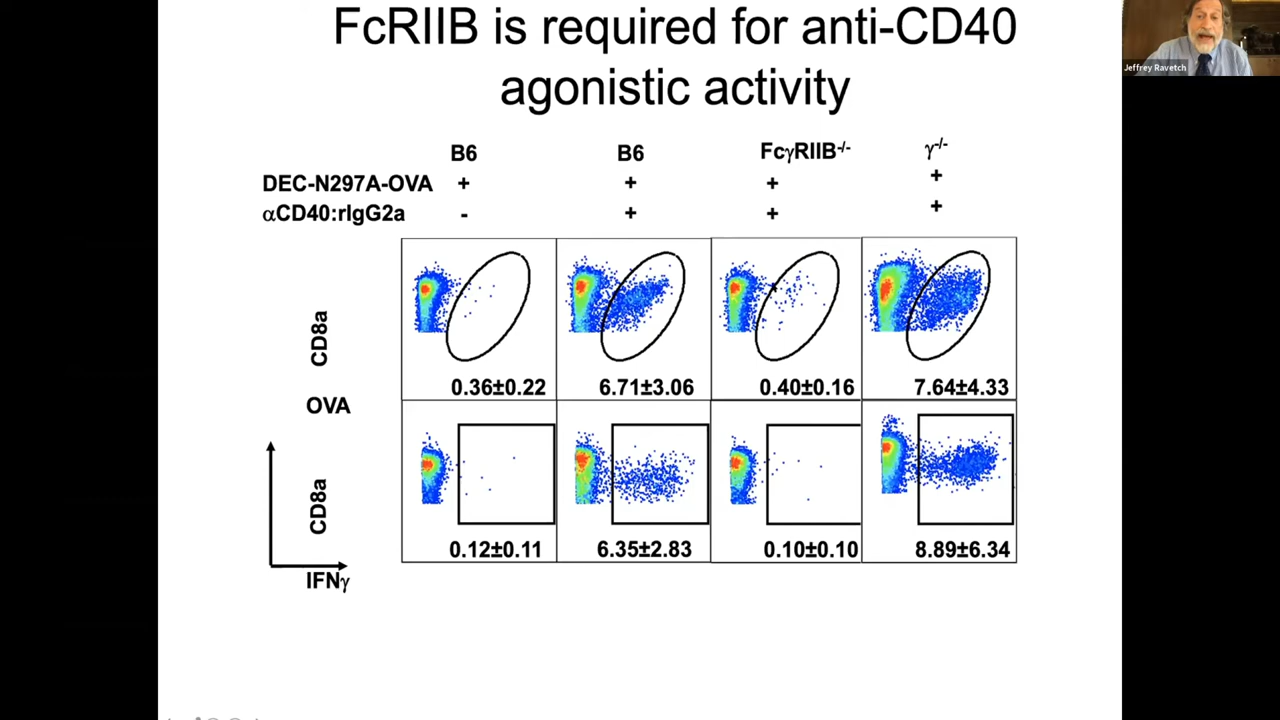 FcRIIB is required for anti-CD40
agonistic activity
Jeffrey Ravetch
B6 B6 FcγRIIB-/- γ-/-
DEC-N297A-OVA + + + +
αCD40:rIgG2a - + + +
CD8a
0.36±0.22 6.71±3.06 0.40±0.16 7.64±4.33
OVA
CD8a
0.12±0.11 6.35±2.83 0.10±0.10 8.89±6.34
IFNγ